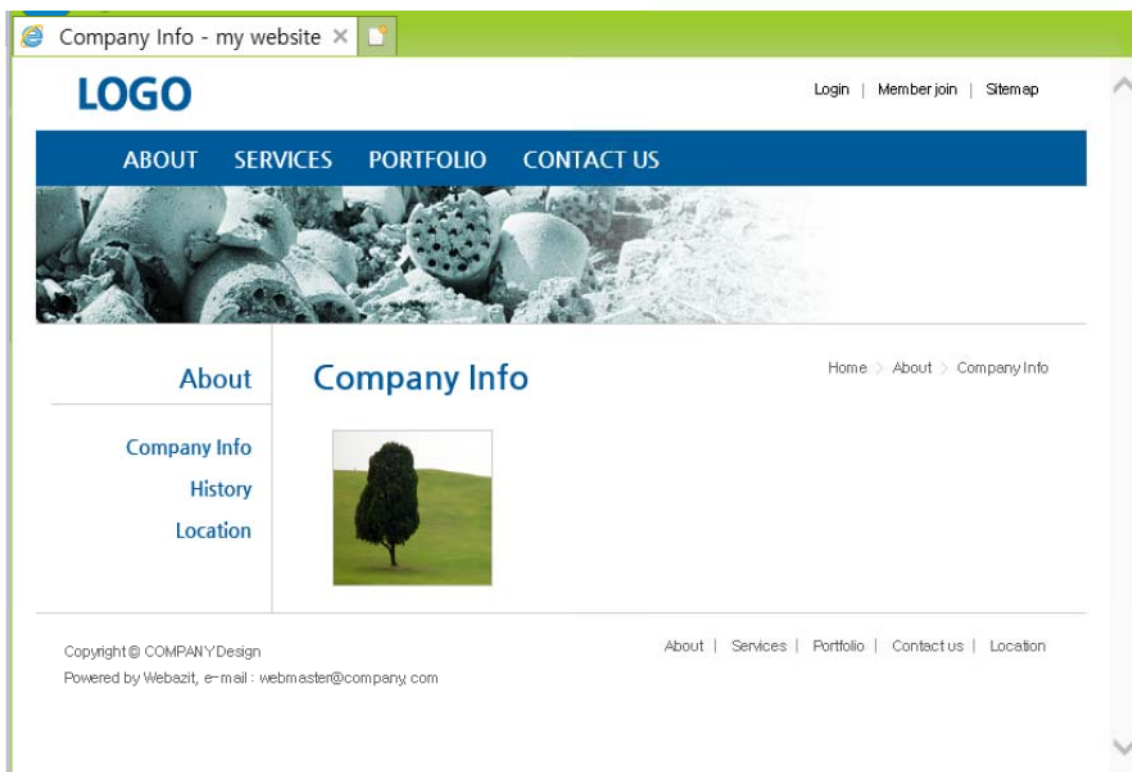 Company Info - my website
LOGO
Login | Member join | Sitemap
ABOUT SERVICES PORTFOLIO CONTACT US
About
Company Info
History
Location
Company Info
Home > About > Company Info
Copyright © COMPANY Design
Powered by Webazit, e-mail : webmaster@company, com
About | Services | Portfolio | Contact us | Location